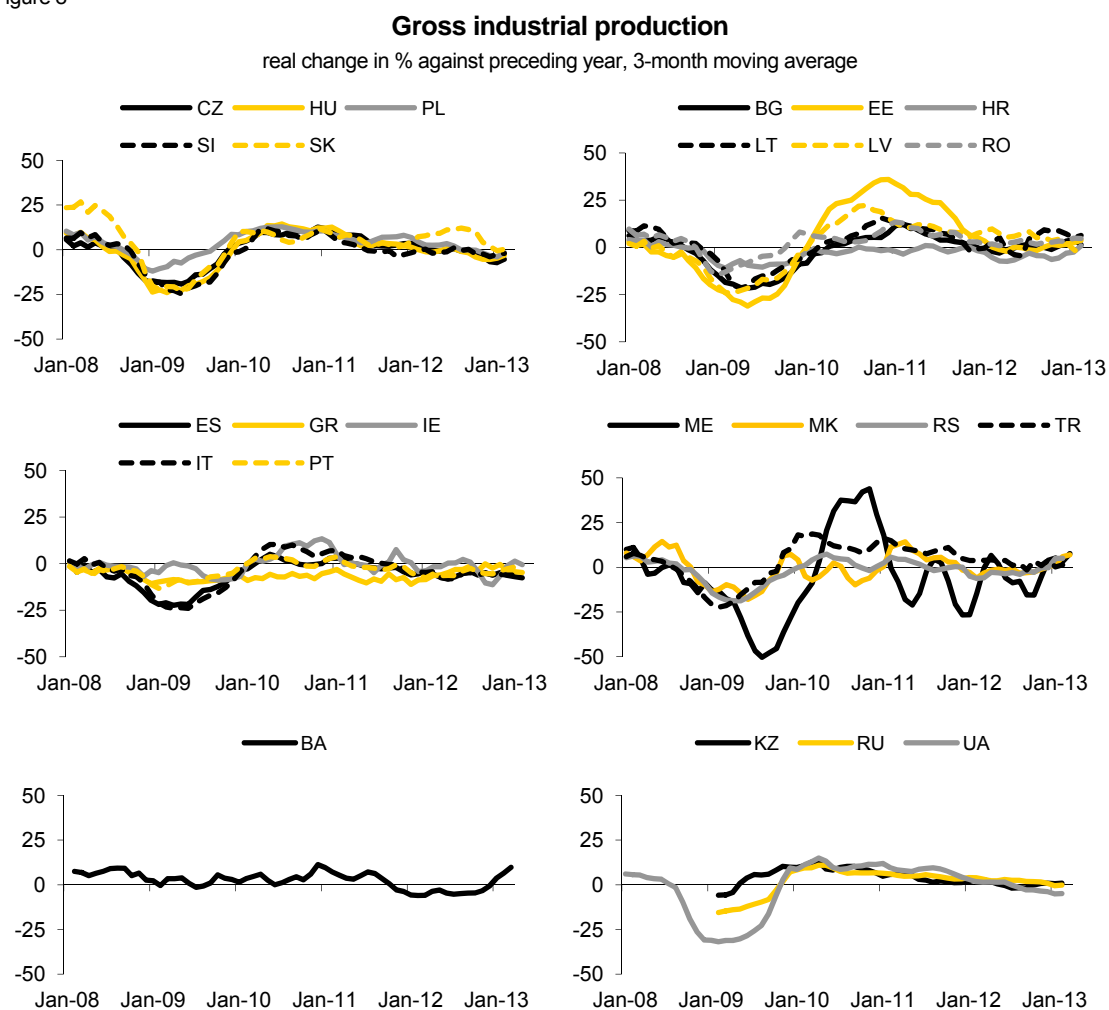 Gross industrial production
real change in % against preceding year, 3-month moving average
CZ HU PL
SI SK
50
25
0
-25
-50
Jan-08 Jan-09 Jan-10 Jan-11 Jan-12 Jan-13
BG EE HR
LT LV RO
50
25
0
-25
-50
Jan-08 Jan-09 Jan-10 Jan-11 Jan-12 Jan-13
ES GR IE
IT PT
50
25
0
-25
-50
Jan-08 Jan-09 Jan-10 Jan-11 Jan-12 Jan-13
ME MK RS TR
50
25
0
-25
-50
Jan-08 Jan-09 Jan-10 Jan-11 Jan-12 Jan-13
BA
50
25
0
-25
-50
Jan-08 Jan-09 Jan-10 Jan-11 Jan-12 Jan-13
KZ RU UA
50
25
0
-25
-50
Jan-08 Jan-09 Jan-10 Jan-11 Jan-12 Jan-13